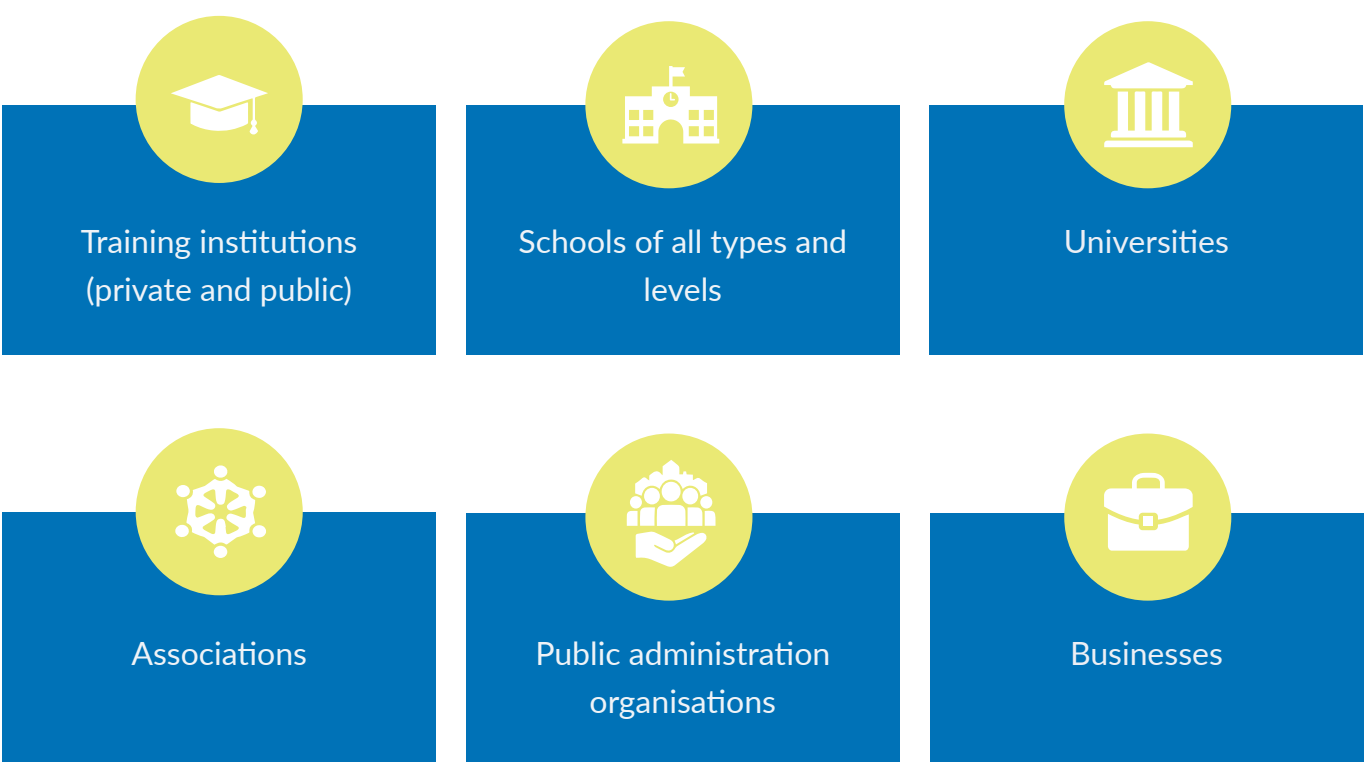 Training institutions
(private and public)
Schools of all types and
levels
Universities
Associations
Public administration
organisations
Businesses